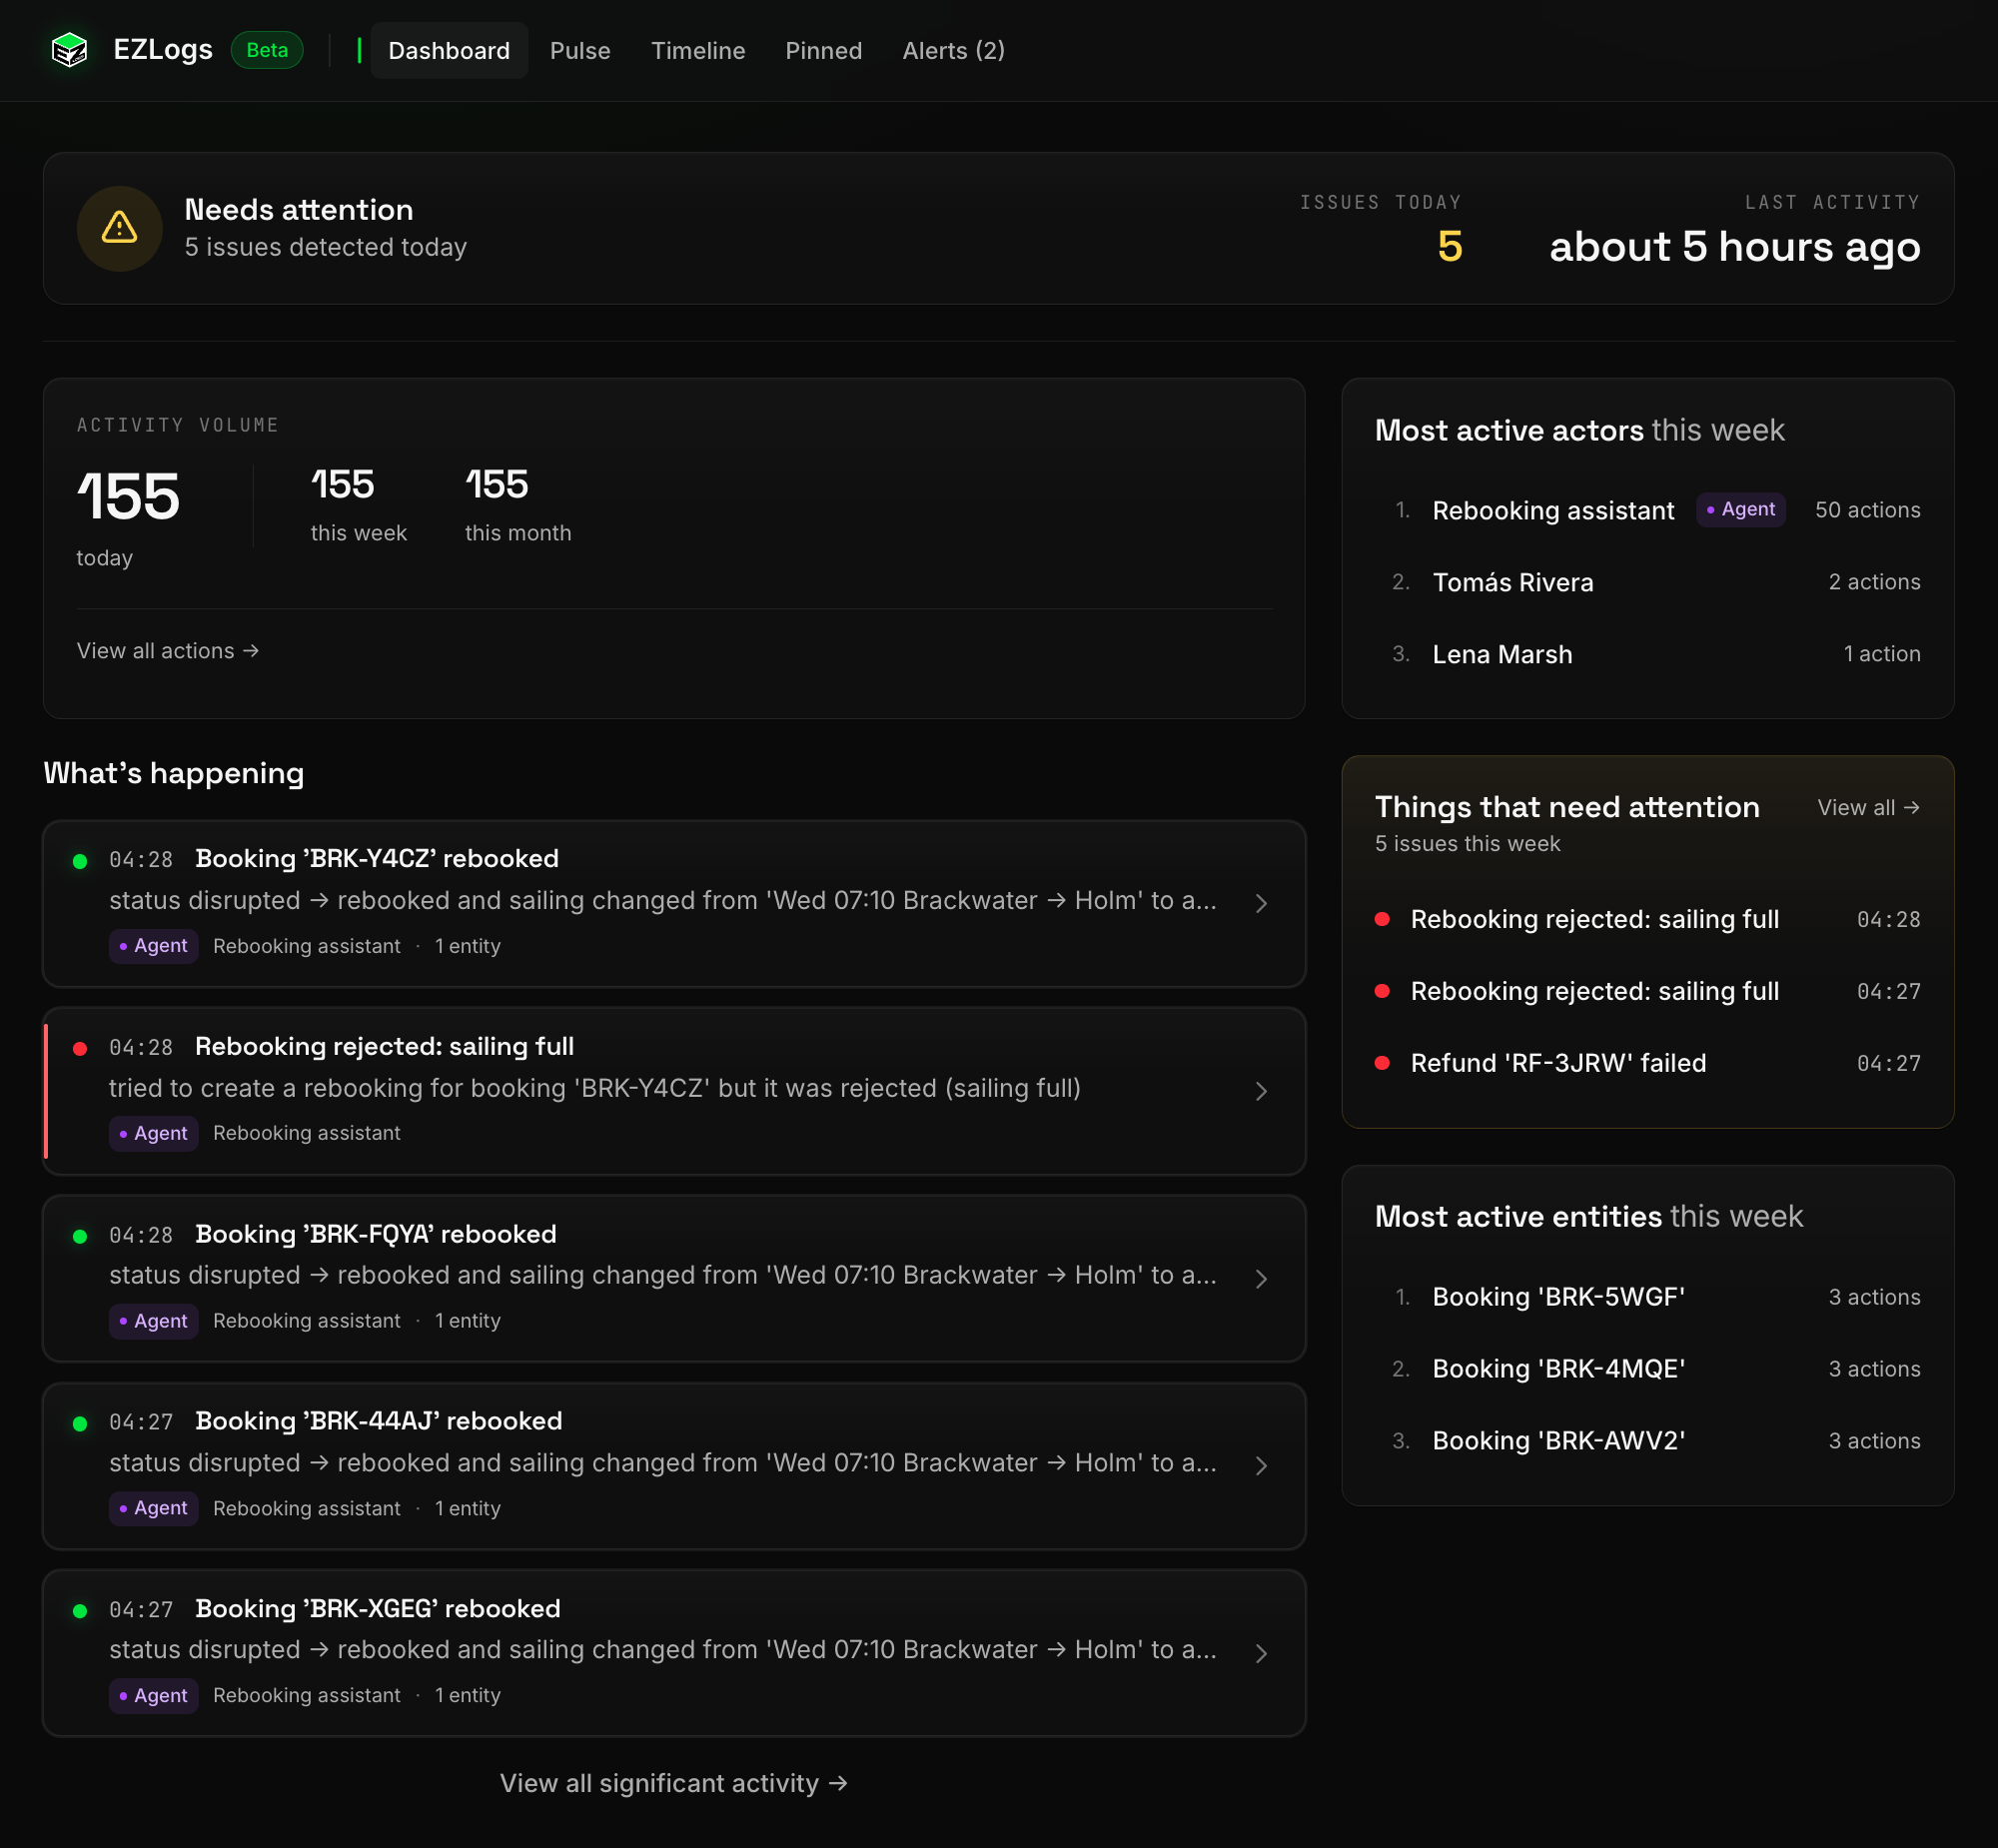 EZLogs Beta Dashboard Pulse Timeline Pinned Alerts (2)
Needs attention
5 issues detected today
ISSUES TODAY
5
LAST ACTIVITY
about 5 hours ago
ACTIVITY VOLUME
155
today
155
this week
155
this month
View all actions →
Most active actors this week
1. Rebooking assistant • Agent 50 actions
2. Tomás Rivera 2 actions
3. Lena Marsh 1 action
What's happening
04:28 Booking 'BRK-Y4CZ' rebooked
status disrupted → rebooked and sailing changed from 'Wed 07:10 Brackwater → Holm' to a...
• Agent Rebooking assistant · 1 entity
04:28 Rebooking rejected: sailing full
tried to create a rebooking for booking 'BRK-Y4CZ' but it was rejected (sailing full)
• Agent Rebooking assistant
04:28 Booking 'BRK-FQYA' rebooked
status disrupted → rebooked and sailing changed from 'Wed 07:10 Brackwater → Holm' to a...
• Agent Rebooking assistant · 1 entity
04:27 Booking 'BRK-44AJ' rebooked
status disrupted → rebooked and sailing changed from 'Wed 07:10 Brackwater → Holm' to a...
• Agent Rebooking assistant · 1 entity
04:27 Booking 'BRK-XGEG' rebooked
status disrupted → rebooked and sailing changed from 'Wed 07:10 Brackwater → Holm' to a...
• Agent Rebooking assistant · 1 entity
View all significant activity →
Things that need attention View all →
5 issues this week
Rebooking rejected: sailing full 04:28
Rebooking rejected: sailing full 04:27
Refund 'RF-3JRW' failed 04:27
Most active entities this week
1. Booking 'BRK-5WGF' 3 actions
2. Booking 'BRK-4MQE' 3 actions
3. Booking 'BRK-AWV2' 3 actions